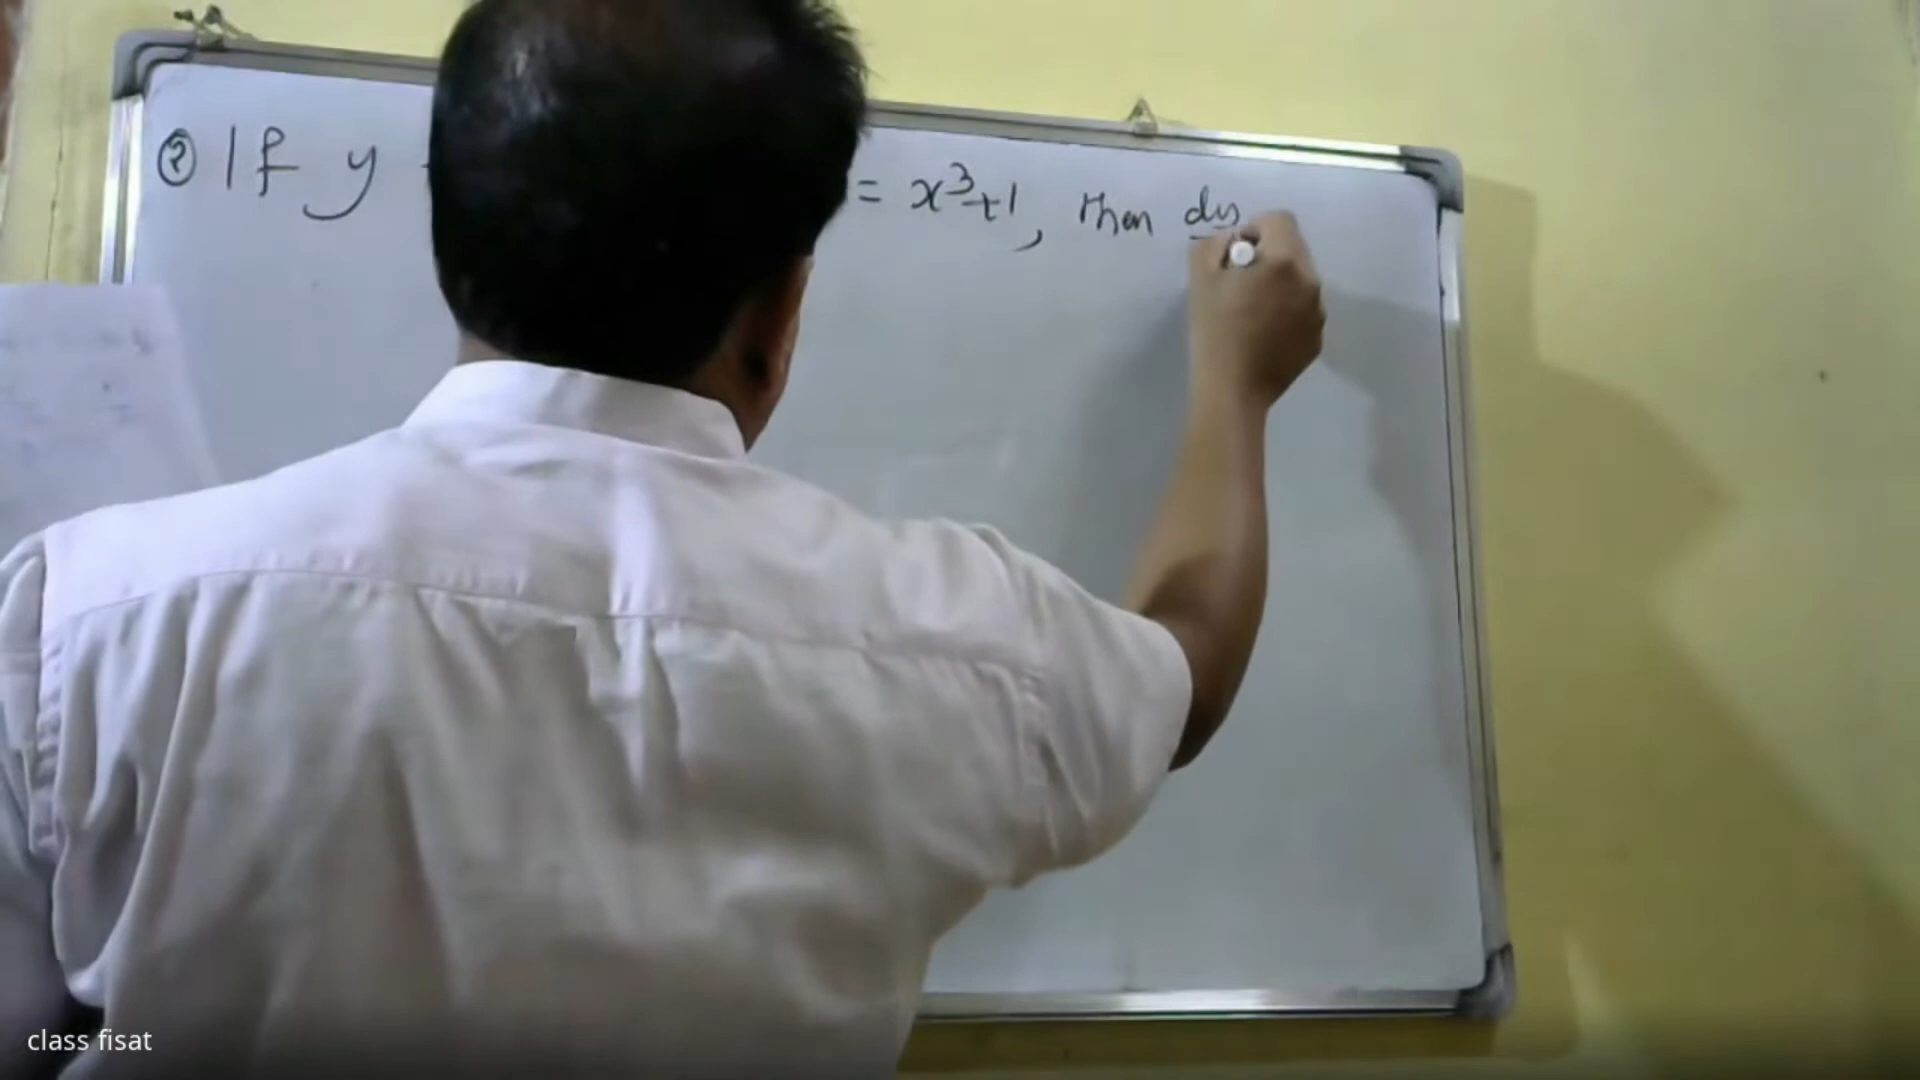 ② If y = x³+1, then dy
class fisat